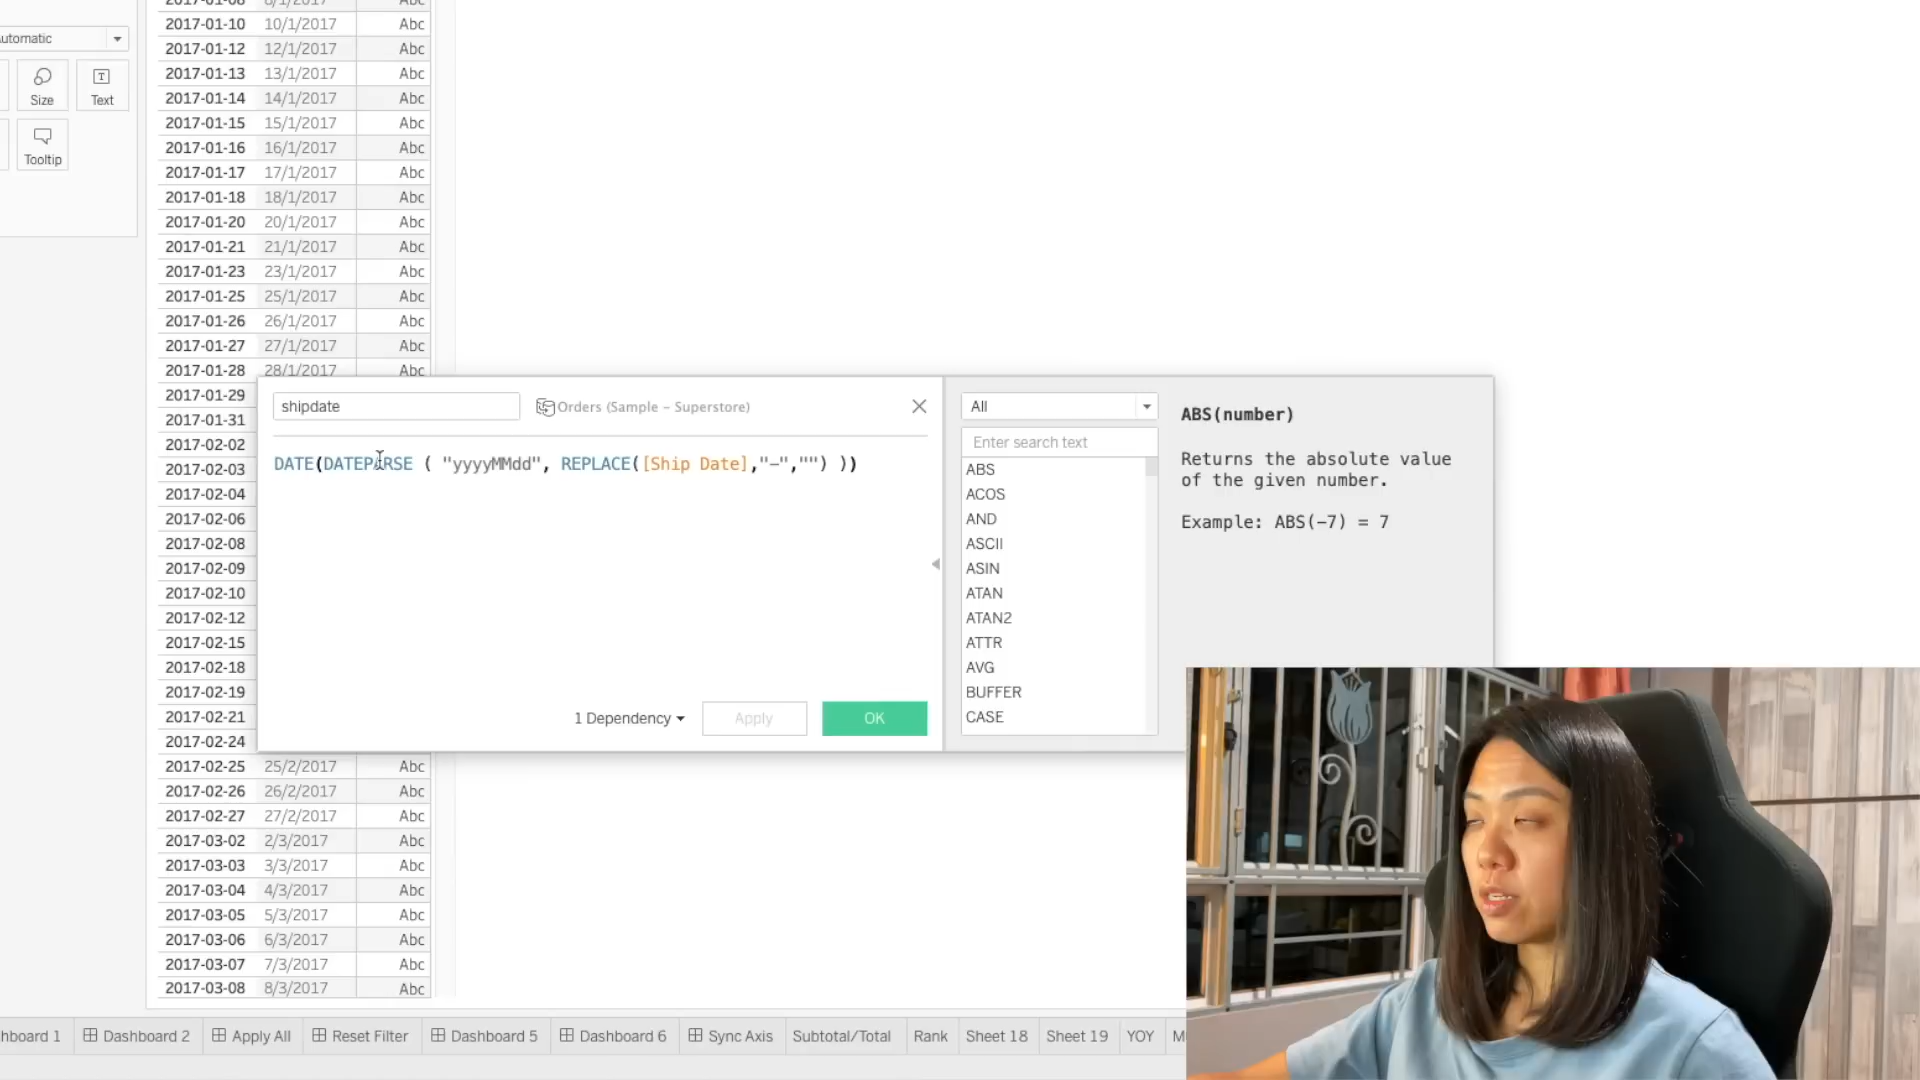 10/1/2017 Abc
2017-01-10
utomatic
2017-01-12 12/1/2017 Abc
2017-01-13 13/1/2017 Abc
Size Text
2017-01-14 14/1/2017 Abc
2017-01-15 15/1/2017 Abc
2017-01-16 16/1/2017 Abc
Tooltip
2017-01-17 17/1/2017 Abc
2017-01-18 18/1/2017 Abc
2017-01-20 20/1/2017 Abc
2017-01-21 21/1/2017 Abc
2017-01-23 23/1/2017 Abc
2017-01-25 25/1/2017 Abc
2017-01-26 26/1/2017 Abc
2017-01-27 27/1/2017 Abc
2017-01-28 28/1/2017 Abc
2017-01-29
2017-01-31
2017-02-02
2017-02-03
2017-02-04
2017-02-06
2017-02-08
2017-02-09
2017-02-10
2017-02-12
2017-02-15
2017-02-18
2017-02-19
2017-02-21
2017-02-24
2017-02-25 25/2/2017 Abc
2017-02-26 26/2/2017 Abc
2017-02-27 27/2/2017 Abc
2017-03-02 2/3/2017 Abc
2017-03-03 3/3/2017 Abc
2017-03-04 4/3/2017 Abc
2017-03-05 5/3/2017 Abc
2017-03-06 6/3/2017 Abc
2017-03-07 7/3/2017 Abc
2017-03-08 8/3/2017 Abc
shipdate Orders (Sample – Superstore)
DATE(DATEPARSE ( "yyyyMMdd", REPLACE([Ship Date],"-","") ))
1 Dependency Apply OK
All
Enter search text
ABS
ACOS
AND
ASCII
ASIN
ATAN
ATAN2
ATTR
AVG
BUFFER
CASE
ABS(number)
Returns the absolute value
of the given number.
Example: ABS(-7) = 7
hboard 1 Dashboard 2 Apply All Reset Filter Dashboard 5 Dashboard 6 Sync Axis Subtotal/Total Rank Sheet 18 Sheet 19 YOY